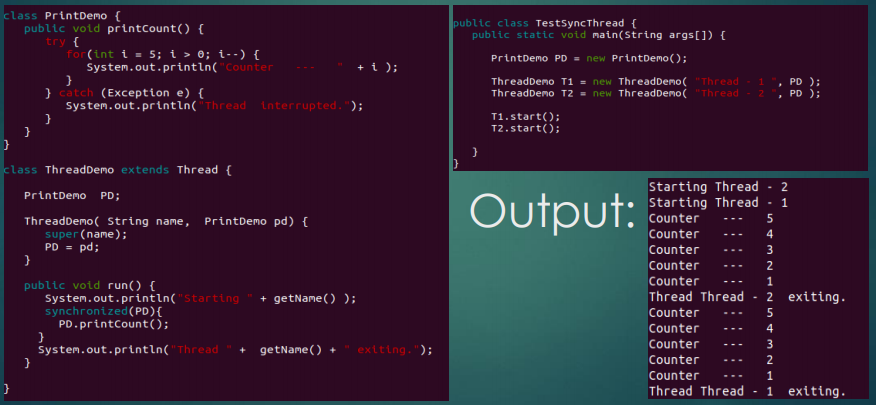 class PrintDemo {
   public void printCount() {
      try {
         for(int i = 5; i > 0; i--) {
            System.out.println("Counter   ---   "  + i );
         }
      } catch (Exception e) {
         System.out.println("Thread  interrupted.");
      }
   }
}
class ThreadDemo extends Thread {
   PrintDemo  PD;
   ThreadDemo( String name,  PrintDemo pd) {
      super(name);
      PD = pd;
   }
   public void run() {
      System.out.println("Starting " + getName() );
      synchronized(PD){
        PD.printCount();
     }
     System.out.println("Thread " +  getName() + " exiting.");
   }
}
public class TestSyncThread {
   public static void main(String args[]) {
      PrintDemo PD = new PrintDemo();
      ThreadDemo T1 = new ThreadDemo( "Thread - 1 ", PD );
      ThreadDemo T2 = new ThreadDemo( "Thread - 2 ", PD );
      T1.start();
      T2.start();
   }
}
Output:
Starting Thread - 2
Starting Thread - 1
Counter   ---   5
Counter   ---   4
Counter   ---   3
Counter   ---   2
Counter   ---   1
Thread Thread - 2  exiting.
Counter   ---   5
Counter   ---   4
Counter   ---   3
Counter   ---   2
Counter   ---   1
Thread Thread - 1  exiting.